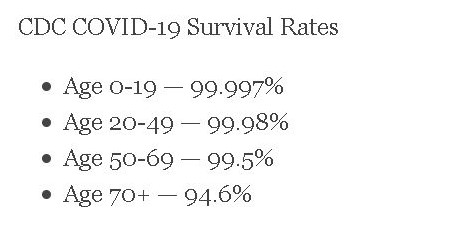 CDC COVID-19 Survival Rates
• Age 0-19 — 99.997%
• Age 20-49 — 99.98%
• Age 50-69 — 99.5%
• Age 70+ — 94.6%